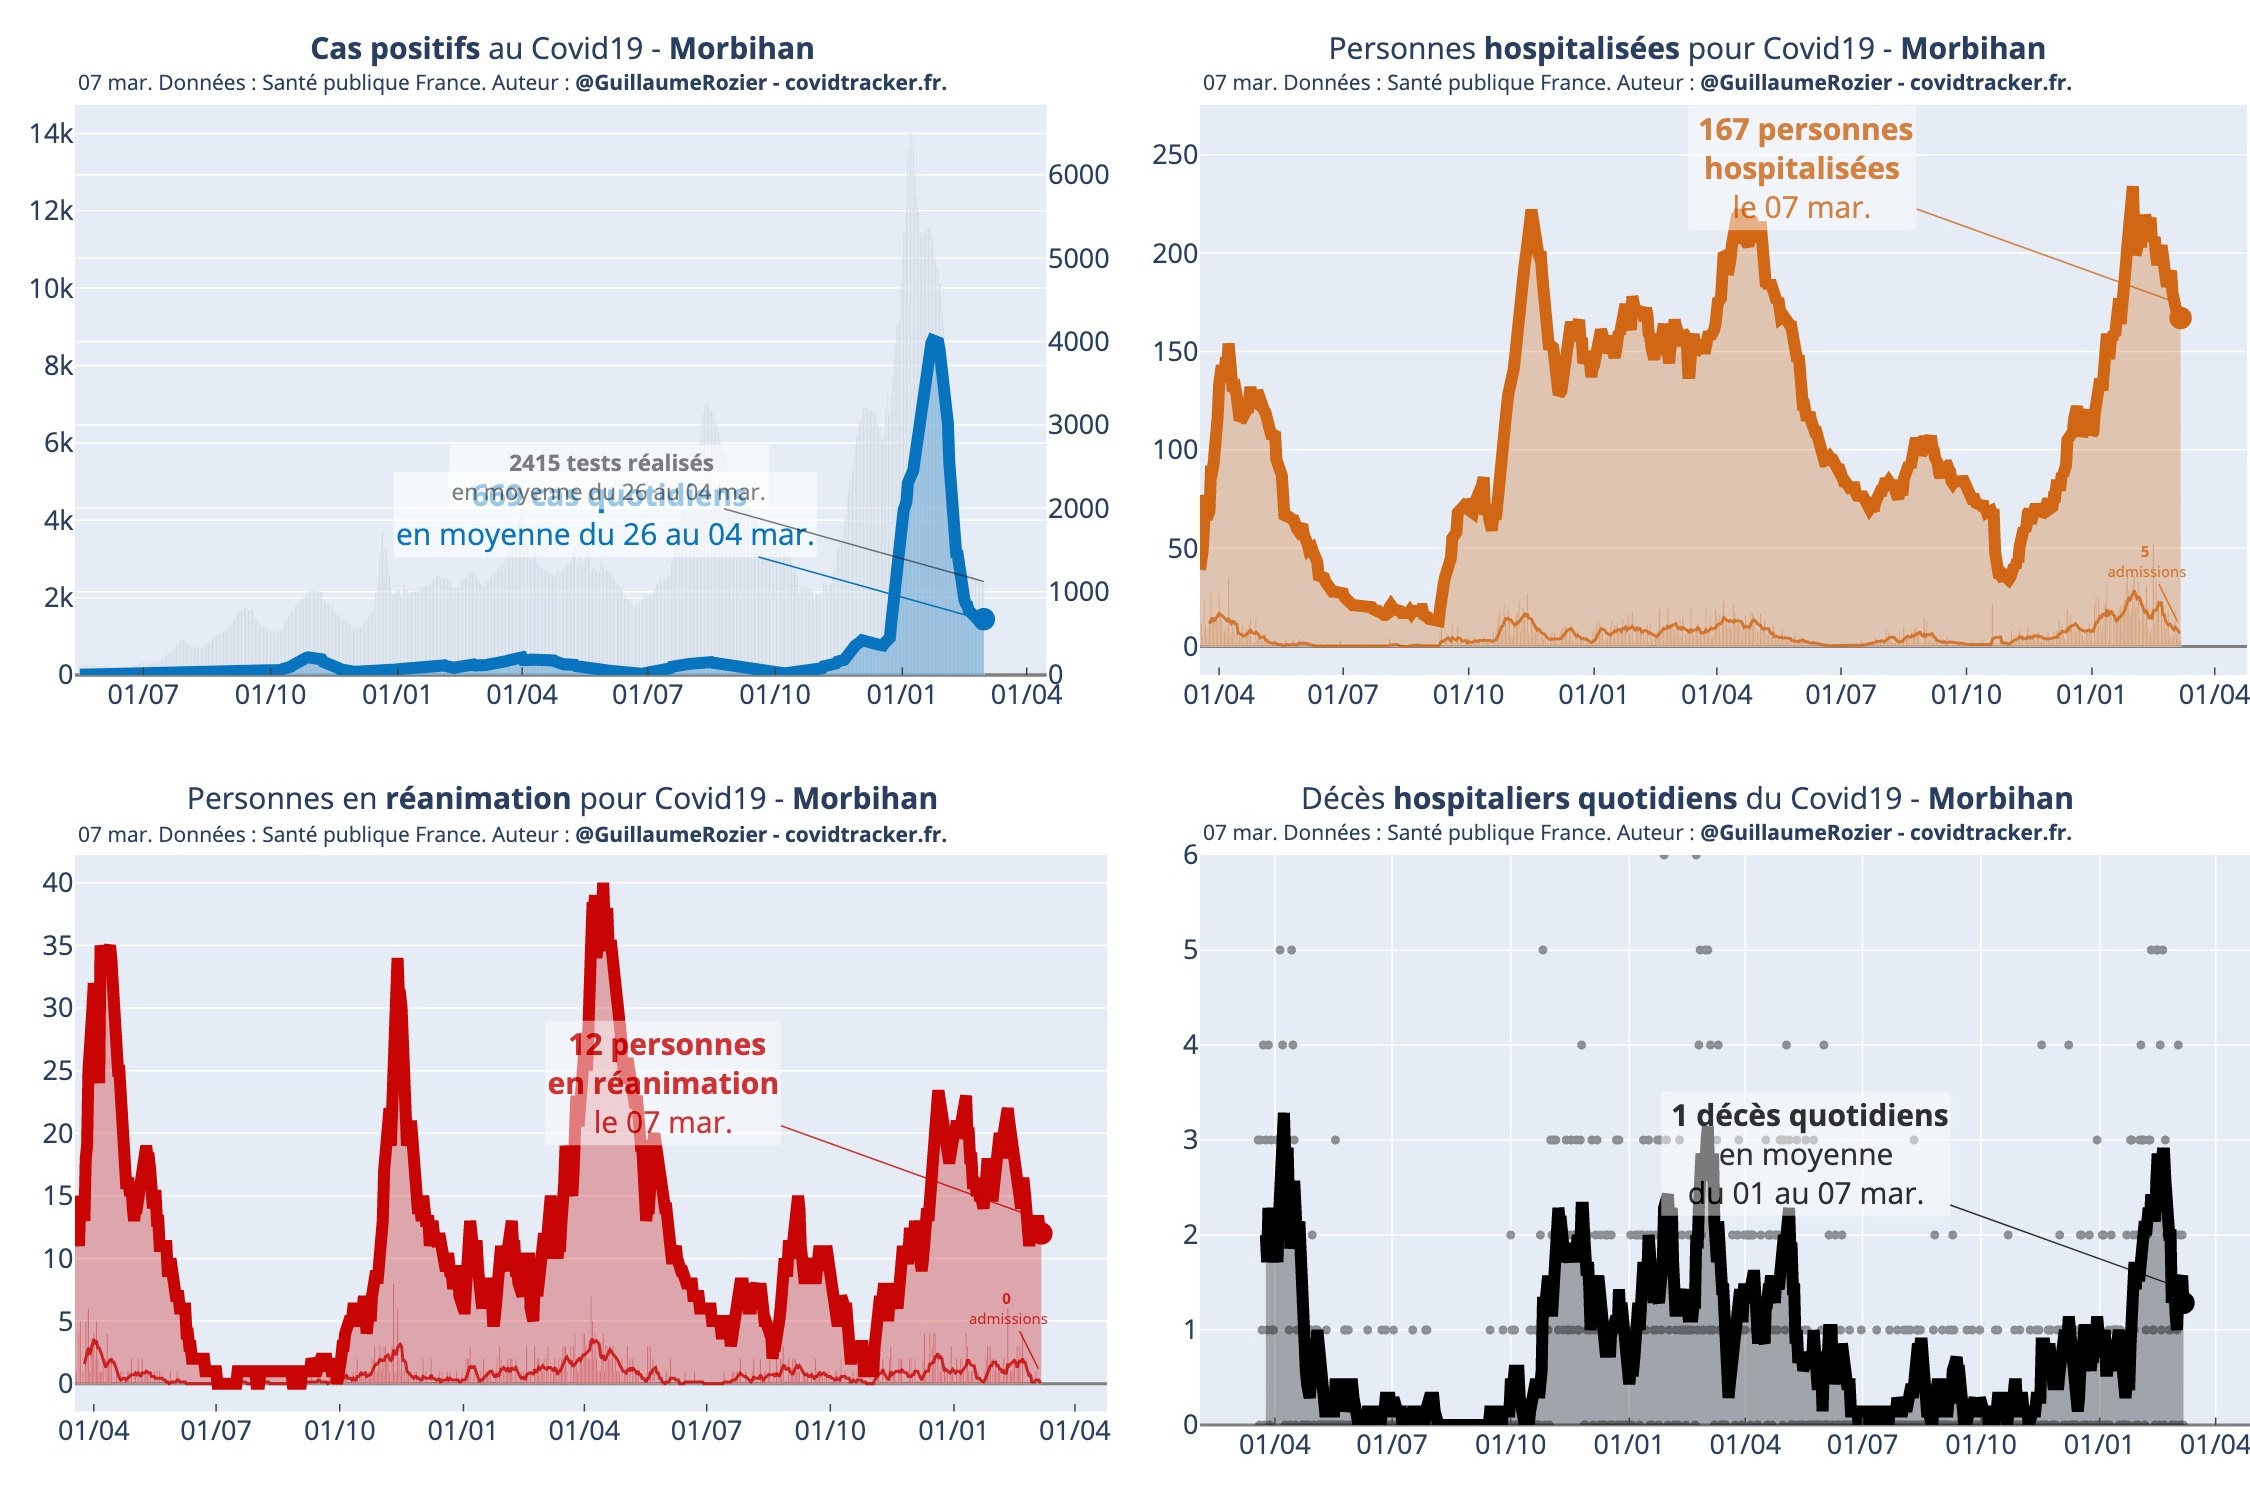 Cas positifs au Covid19 - Morbihan
07 mar. Données : Santé publique France. Auteur : @GuillaumeRozier - covidtracker.fr.
14k
12k
10k
8k
6k
4k
2k
0
6000
5000
4000
3000
2000
1000
0
2415 tests réalisés
en moyenne du 26 au 04 mar.
669 cas quotidiens
en moyenne du 26 au 04 mar.
01/07 01/10 01/01 01/04 01/07 01/10 01/01 01/04
Personnes hospitalisées pour Covid19 - Morbihan
07 mar. Données : Santé publique France. Auteur : @GuillaumeRozier - covidtracker.fr.
250
200
150
100
50
0
167 personnes
hospitalisées
le 07 mar.
5
admissions
01/04 01/07 01/10 01/01 01/04 01/07 01/10 01/01 01/04
Personnes en réanimation pour Covid19 - Morbihan
07 mar. Données : Santé publique France. Auteur : @GuillaumeRozier - covidtracker.fr.
40
35
30
25
20
15
10
5
0
12 personnes
en réanimation
le 07 mar.
0
admissions
01/04 01/07 01/10 01/01 01/04 01/07 01/10 01/01 01/04
Décès hospitaliers quotidiens du Covid19 - Morbihan
07 mar. Données : Santé publique France. Auteur : @GuillaumeRozier - covidtracker.fr.
6
5
4
3
2
1
0
1 décès quotidiens
en moyenne
du 01 au 07 mar.
01/04 01/07 01/10 01/01 01/04 01/07 01/10 01/01 01/04